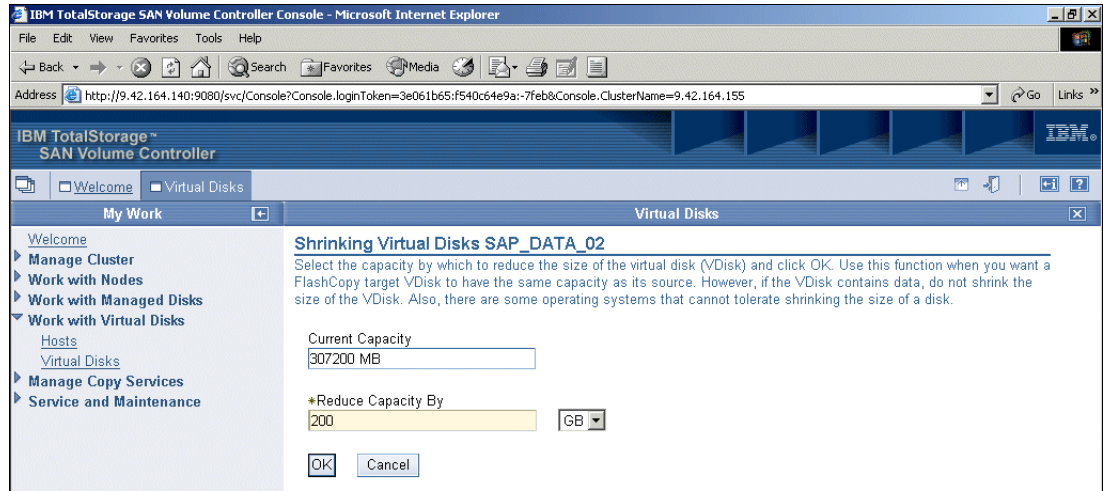 IBM TotalStorage SAN Volume Controller Console - Microsoft Internet Explorer
File Edit View Favorites Tools Help
Back Search Favorites Media
Address http://9.42.164.140:9080/svc/Console?Console.loginToken=3e061b65:f540c64e9a:-7feb&Console.ClusterName=9.42.164.155 Go Links »
IBM TotalStorage™
SAN Volume Controller
IBM®
Welcome Virtual Disks
My Work
Virtual Disks
Welcome
Manage Cluster
Work with Nodes
Work with Managed Disks
Work with Virtual Disks
Hosts
Virtual Disks
Manage Copy Services
Service and Maintenance
Shrinking Virtual Disks SAP_DATA_02
Select the capacity by which to reduce the size of the virtual disk (VDisk) and click OK. Use this function when you want a
FlashCopy target VDisk to have the same capacity as its source. However, if the VDisk contains data, do not shrink the
size of the VDisk. Also, there are some operating systems that cannot tolerate shrinking the size of a disk.
Current Capacity
307200 MB
*Reduce Capacity By
200 GB
OK Cancel